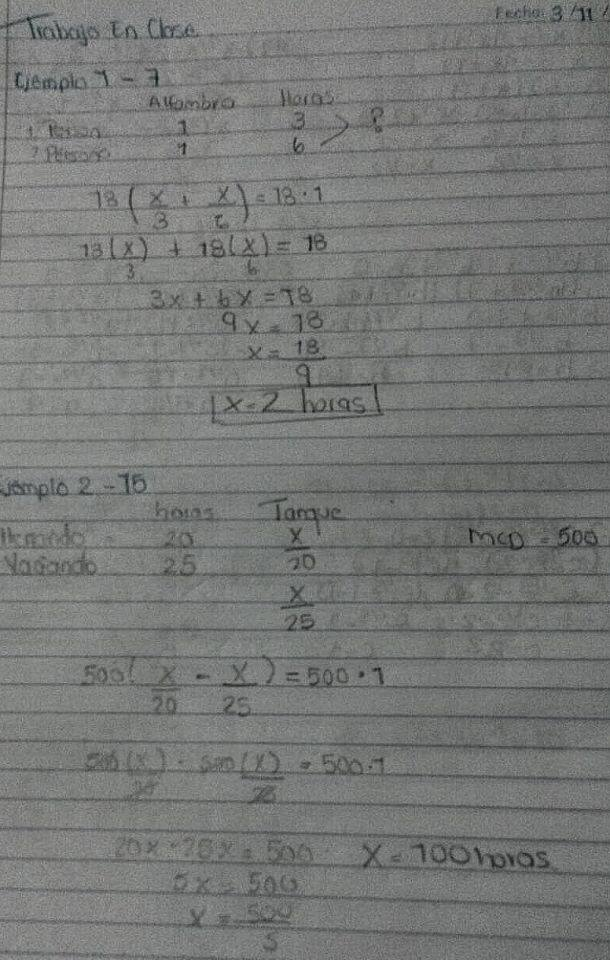 Fecha: 3/11/
Trabajo En Clase
Ejemplo 1 - 7
Alfombra Horas
1 Person 1 3
2 Person 1 6 ?
18(x/3 + x/6) = 18·1
18(x)/3 + 18(x)/6 = 18
3x + 6x = 18
9x = 18
x = 18/9
x=2 horas
Ejemplo 2 - 15
horas Tanque
llenando 20 x/20 MCD = 500
Vaciando 25
x/25
500(x/20 - x/25) = 500·1
500(x)/20 - 500(x)/25 = 500·1
20x - 25x = 500 X = 100 horas
5x = 500
x = 500/5